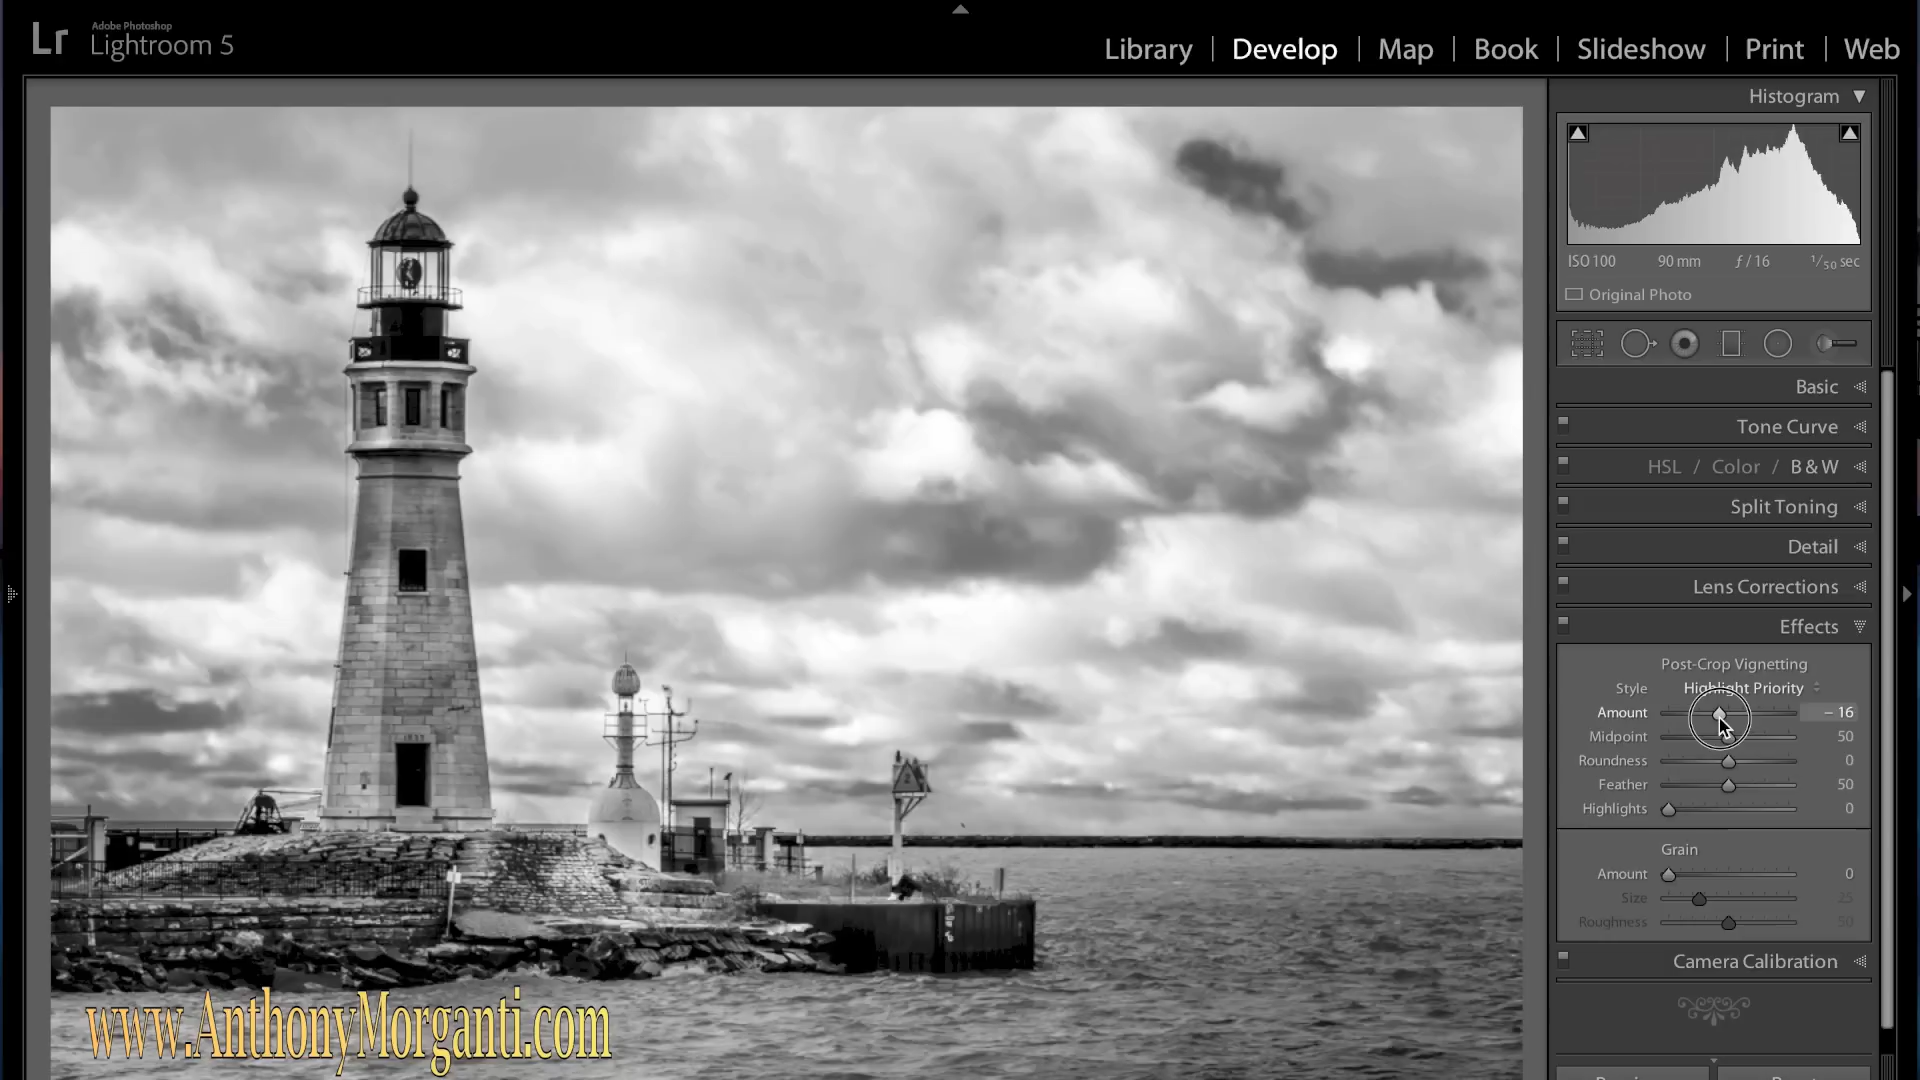 Lr Adobe Photoshop
Lightroom 5
Library | Develop | Map | Book | Slideshow | Print | Web
Histogram
ISO 100 90 mm ƒ / 16 1/50 sec
Original Photo
Basic
Tone Curve
HSL / Color / B & W
Split Toning
Detail
Lens Corrections
Effects
Post-Crop Vignetting
Style Highlight Priority
Amount – 16
Midpoint 50
Roundness 0
Feather 50
Highlights 0
Grain
Amount 0
Size 25
Roughness 50
Camera Calibration
www.AnthonyMorganti.com